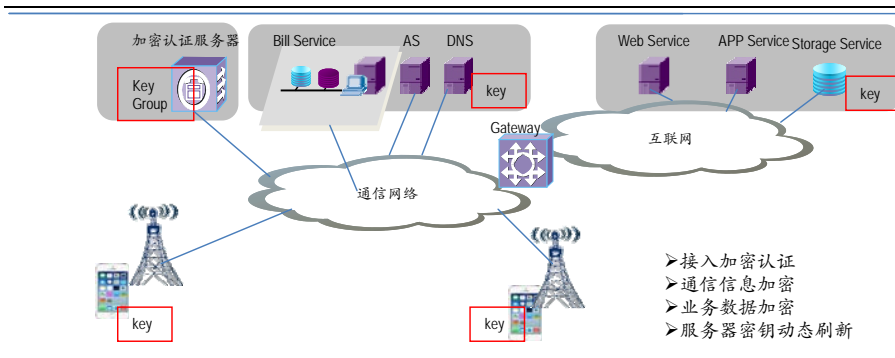 加密认证服务器
Bill Service
AS
DNS
Web Service
APP Service
Storage Service
Key
Group
key
key
Gateway
互联网
通信网络
key
key
➤接入加密认证
➤通信信息加密
➤业务数据加密
➤服务器密钥动态刷新